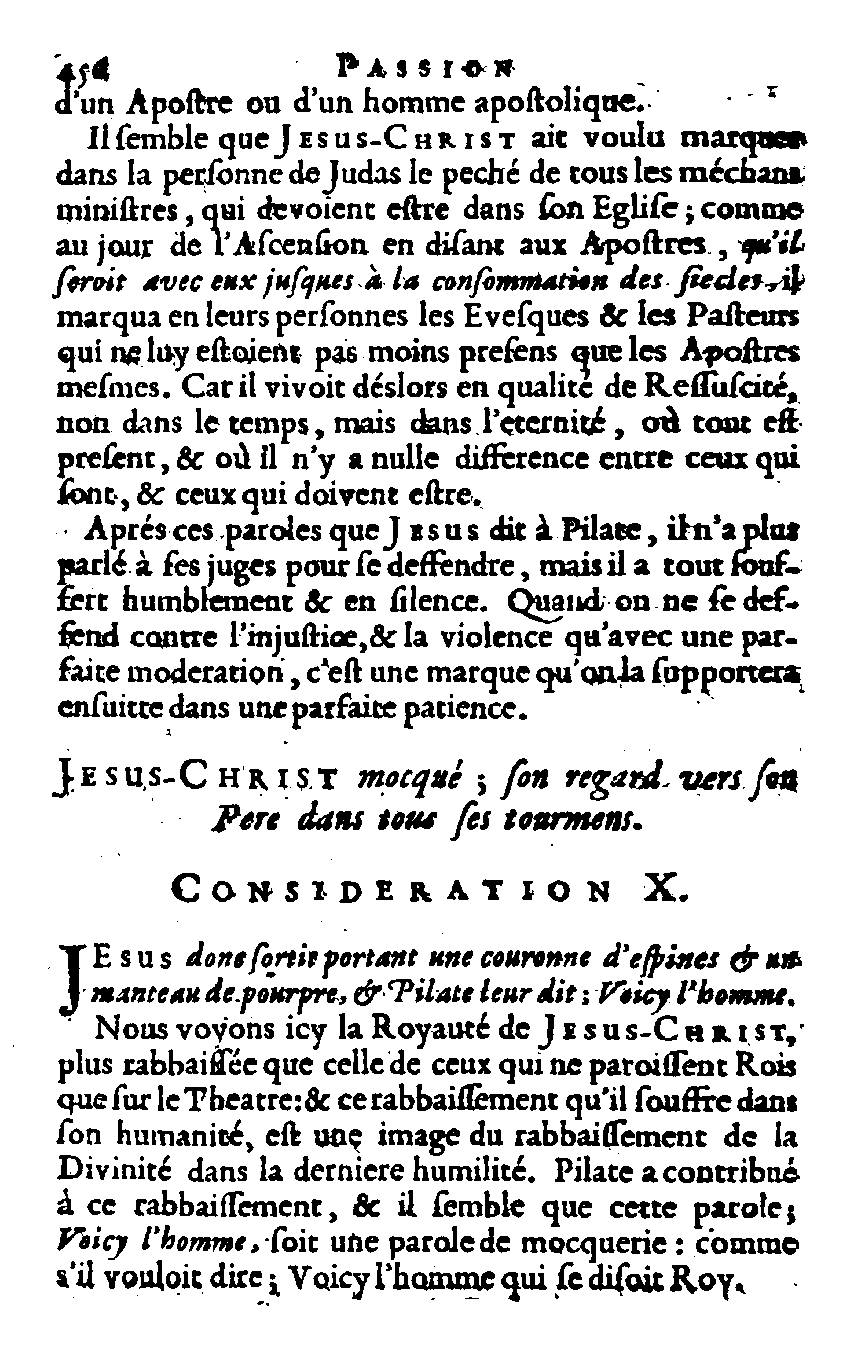 454 PASSION
d'un Apoſtre ou d'un homme apoſtolique.
Il ſemble que JESUS-CHRIST ait voulu marquer
dans la perſonne de Judas le peché de tous les méchans
miniſtres, qui devoient eſtre dans ſon Egliſe; comme
au jour de l'Aſcenſion en diſant aux Apoſtres, qu'il
ſeroit avec eux juſques à la conſommation des ſiecles, il
marqua en leurs perſonnes les Eveſques & les Paſteurs
qui ne luy eſtoient pas moins preſens que les Apoſtres
meſmes. Car il vivoit déslors en qualité de Reſſuſcité,
non dans le temps, mais dans l'eternité, où tout eſt
preſent, & où il n'y a nulle difference entre ceux qui
ſont, & ceux qui doivent eſtre.
Aprés ces paroles que JESUS dit à Pilate, il n'a plus
parlé à ſes juges pour ſe deffendre, mais il a tout ſouf-
fert humblement & en ſilence. Quand on ne ſe def-
fend contre l'injuſtice, & la violence qu'avec une par-
faite moderation, c'eſt une marque qu'on la ſupportera
enſuitte dans une parfaite patience.
JESUS-CHRIST mocqué; ſon regard vers ſon
Pere dans tous ſes tourmens.
CONSIDERATION X.
JEsus donc ſortit portant une couronne d'eſpines & un
manteau de pourpre, & Pilate leur dit: Voicy l'homme.
Nous voyons icy la Royauté de JESUS-CHRIST,
plus rabbaiſſée que celle de ceux qui ne paroiſſent Rois
que ſur le Theatre: & ce rabbaiſſement qu'il ſouffre dans
ſon humanité, eſt une image du rabbaiſſement de la
Divinité dans la derniere humilité. Pilate a contribué
à ce rabbaiſſement, & il ſemble que cette parole;
Voicy l'homme, ſoit une parole de mocquerie: comme
s'il vouloit dire; Voicy l'homme qui ſe diſoit Roy.